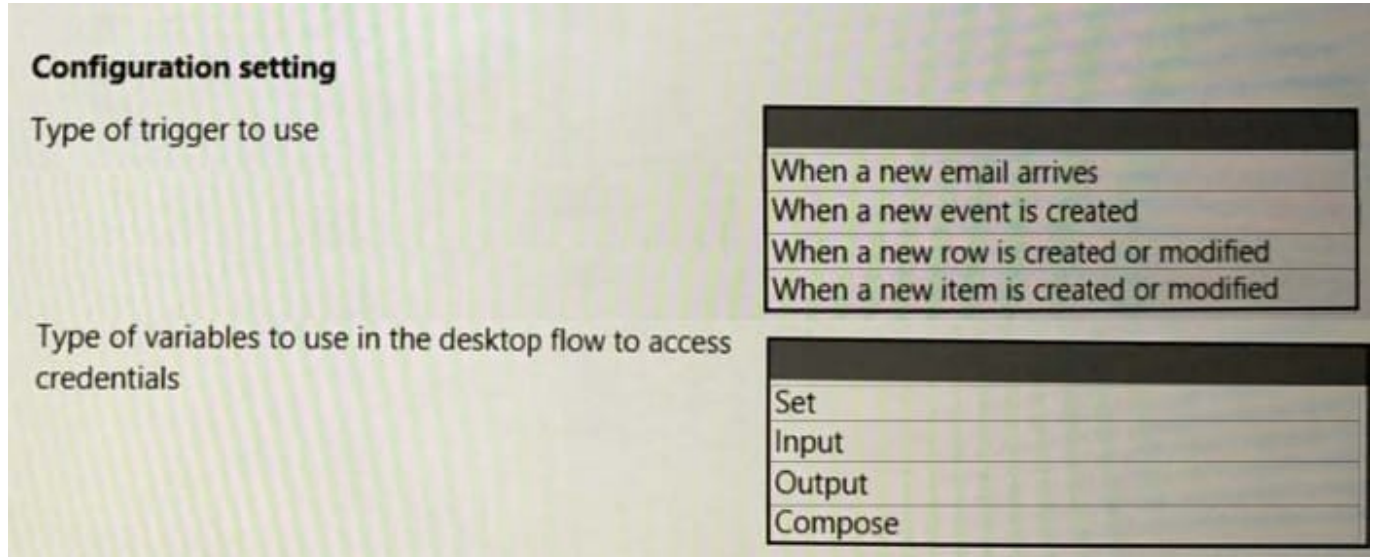 Configuration setting
Type of trigger to use
When a new email arrives
When a new event is created
When a new row is created or modified
When a new item is created or modified
Type of variables to use in the desktop flow to access
credentials
Set
Input
Output
Compose